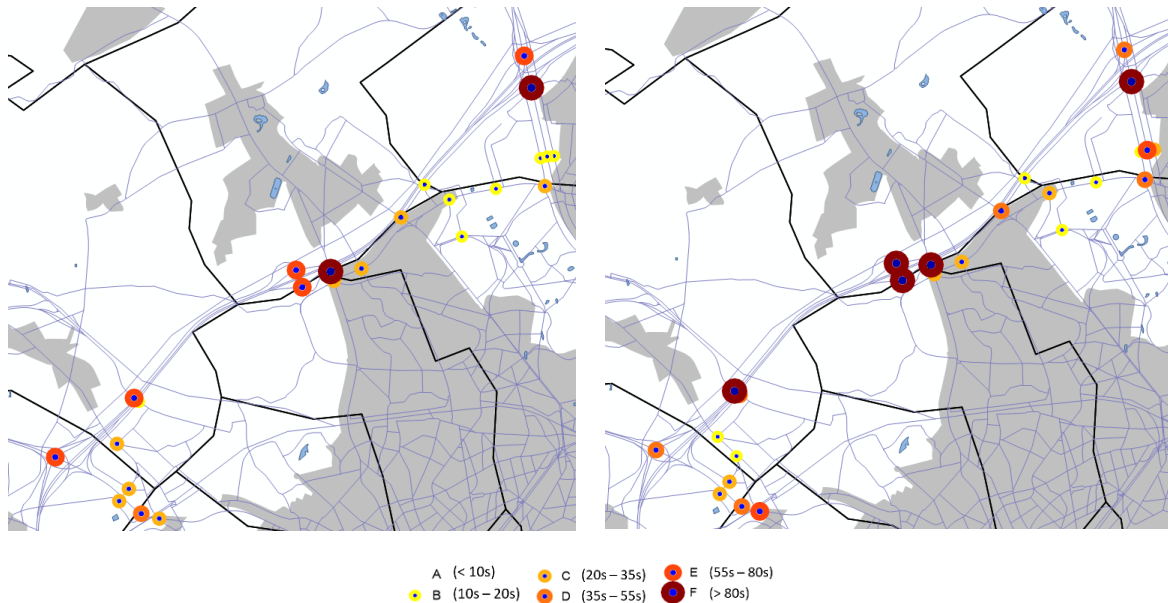 A (< 10s) C (20s – 35s) E (55s – 80s)
B (10s – 20s) D (35s – 55s) F (> 80s)